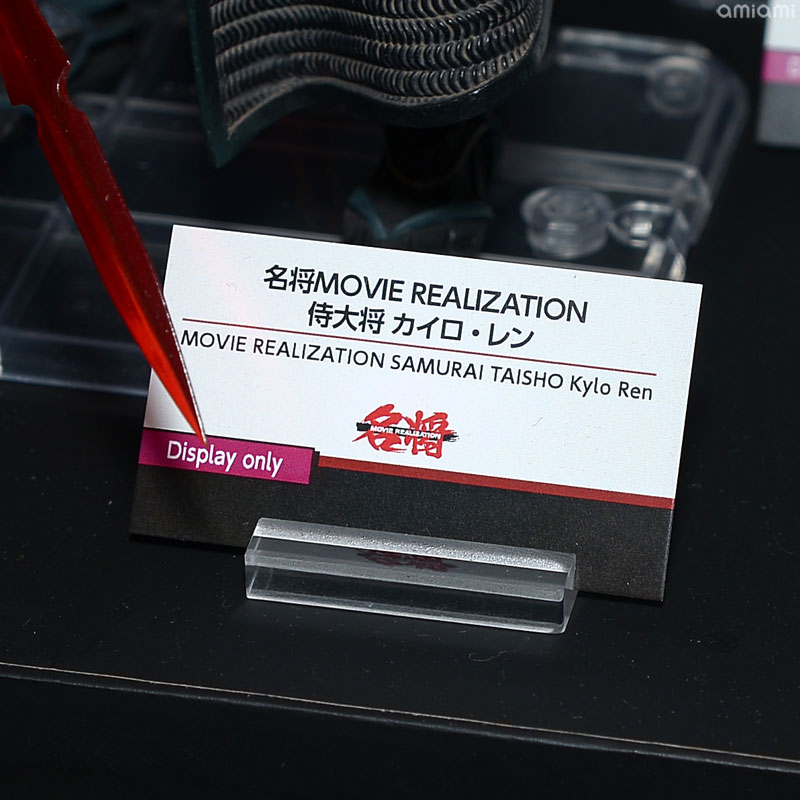 amiami
名将MOVIE REALIZATION
侍大将 カイロ・レン
MOVIE REALIZATION SAMURAI TAISHO Kylo Ren
名将
MOVIE REALIZATION
Display only